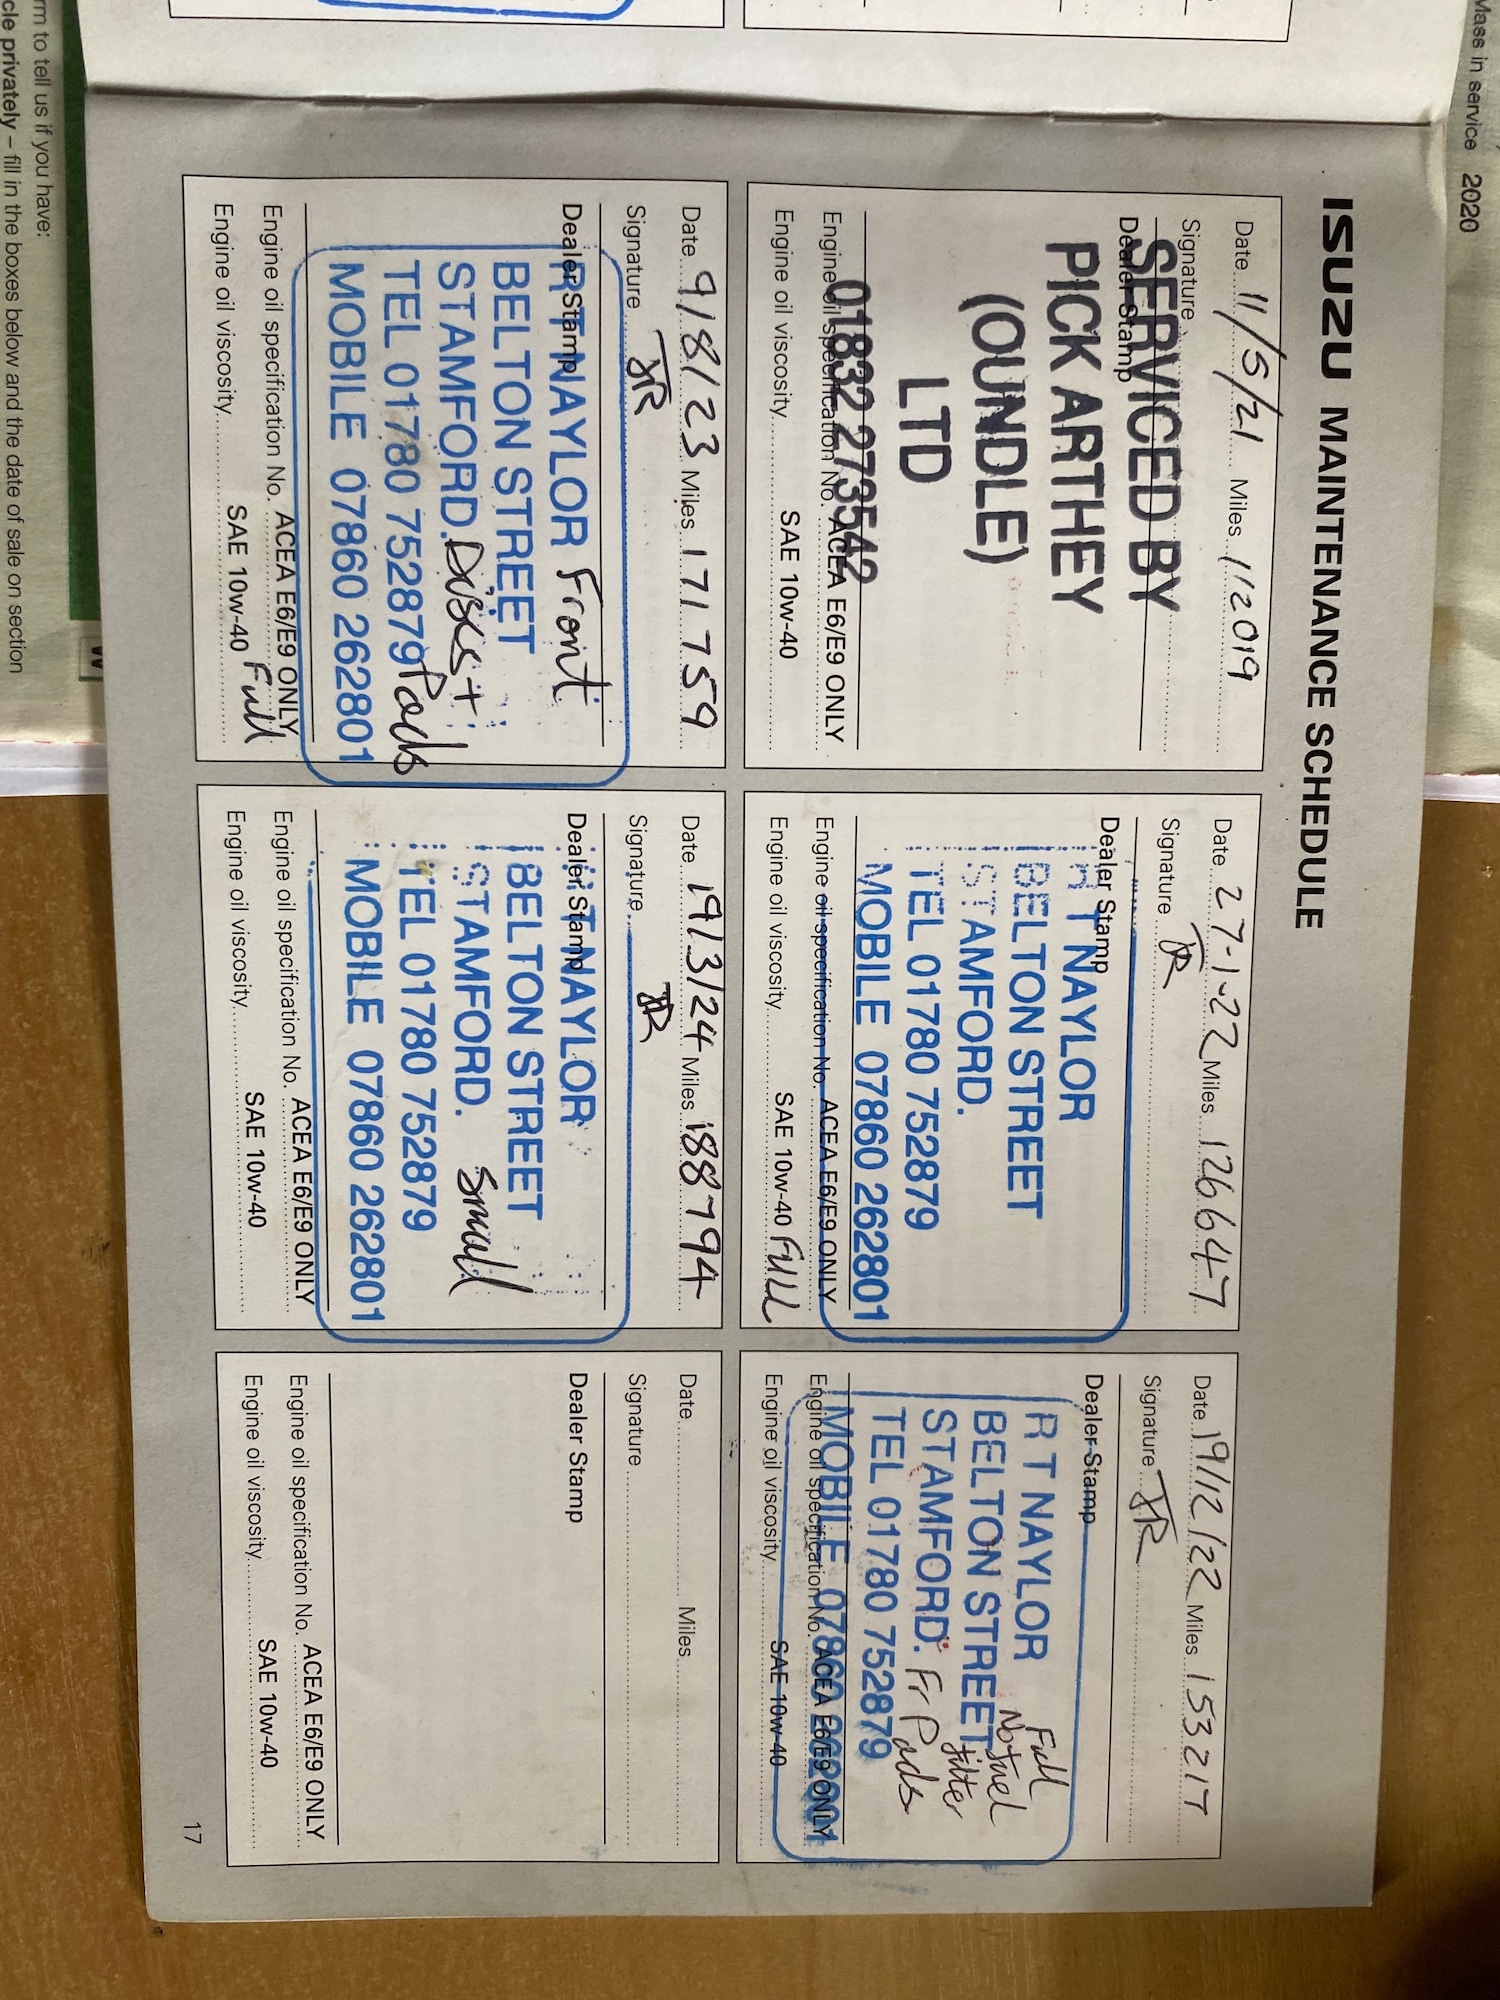 ISUZU MAINTENANCE SCHEDULE
Date 11/5/21 Miles 112019
Signature
Dealer Stamp
SERVICED BY
PICK ARTHEY
(OUNDLE)
LTD
01832 273542
Engine oil specification No. ACEA E6/E9 ONLY
Engine oil viscosity SAE 10w-40
Date 27-1-22 Miles 126647
Signature
Dealer Stamp
R T NAYLOR
BELTON STREET
STAMFORD.
TEL 01780 752879
MOBILE 07860 262801
Engine oil specification No. ACEA E6/E9 ONLY
Engine oil viscosity SAE 10w-40 FULL
Date 19/12/22 Miles 153217
Signature
Dealer Stamp
R T NAYLOR
BELTON STREET
STAMFORD.
TEL 01780 752879
MOBILE 07860 262801
Full
Not fuel
filter
Fr Pads
Engine oil specification No. ACEA E6/E9 ONLY
Engine oil viscosity SAE 10w-40
Date 9/8/23 Miles 171759
Signature
Dealer Stamp
R T NAYLOR Front
BELTON STREET
STAMFORD. Discs +
TEL 01780 752879 Pads
MOBILE 07860 262801
Engine oil specification No. ACEA E6/E9 ONLY
Engine oil viscosity SAE 10w-40 Full
Date 19/3/24 Miles 188794
Signature
Dealer Stamp
R T NAYLOR
BELTON STREET
STAMFORD. Small
TEL 01780 752879
MOBILE 07860 262801
Engine oil specification No. ACEA E6/E9 ONLY
Engine oil viscosity SAE 10w-40
Date Miles
Signature
Dealer Stamp
Engine oil specification No. ACEA E6/E9 ONLY
Engine oil viscosity SAE 10w-40
17
Mass in service 2020
rm to tell us if you have:
cle privately – fill in the boxes below and the date of sale on section
W